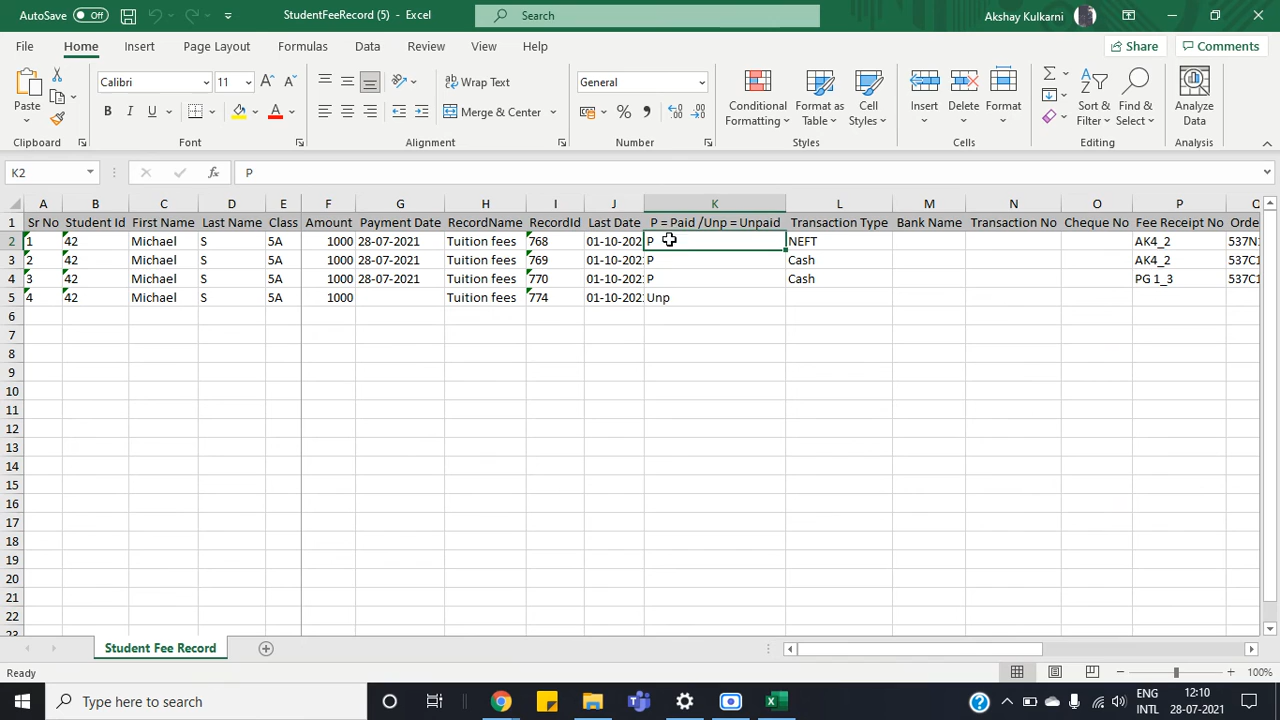 AutoSave Off StudentFeeRecord (5) - Excel Search Akshay Kulkarni
File Home Insert Page Layout Formulas Data Review View Help Share Comments
Paste Calibri 11 B I U A Wrap Text Merge & Center General Conditional Formatting Format as Table Cell Styles Insert Delete Format Sort & Filter Find & Select Analyze Data
Clipboard Font Alignment Number Styles Cells Editing Analysis
K2 fx P
A B C D E F G H I J K L M N O P
1 Sr No Student Id First Name Last Name Class Amount Payment Date RecordName RecordId Last Date P = Paid /Unp = Unpaid Transaction Type Bank Name Transaction No Cheque No Fee Receipt No Orde
2 1 42 Michael S 5A 1000 28-07-2021 Tuition fees 768 01-10-202 P NEFT AK4_2 537N
3 2 42 Michael S 5A 1000 28-07-2021 Tuition fees 769 01-10-202 P Cash AK4_2 537C
4 3 42 Michael S 5A 1000 28-07-2021 Tuition fees 770 01-10-202 P Cash PG 1_3 537C
5 4 42 Michael S 5A 1000 Tuition fees 774 01-10-202 Unp
6
7
8
9
10
11
12
13
14
15
16
17
18
19
20
21
22
23
Student Fee Record
Ready 100%
Type here to search ENG INTL 12:10 28-07-2021